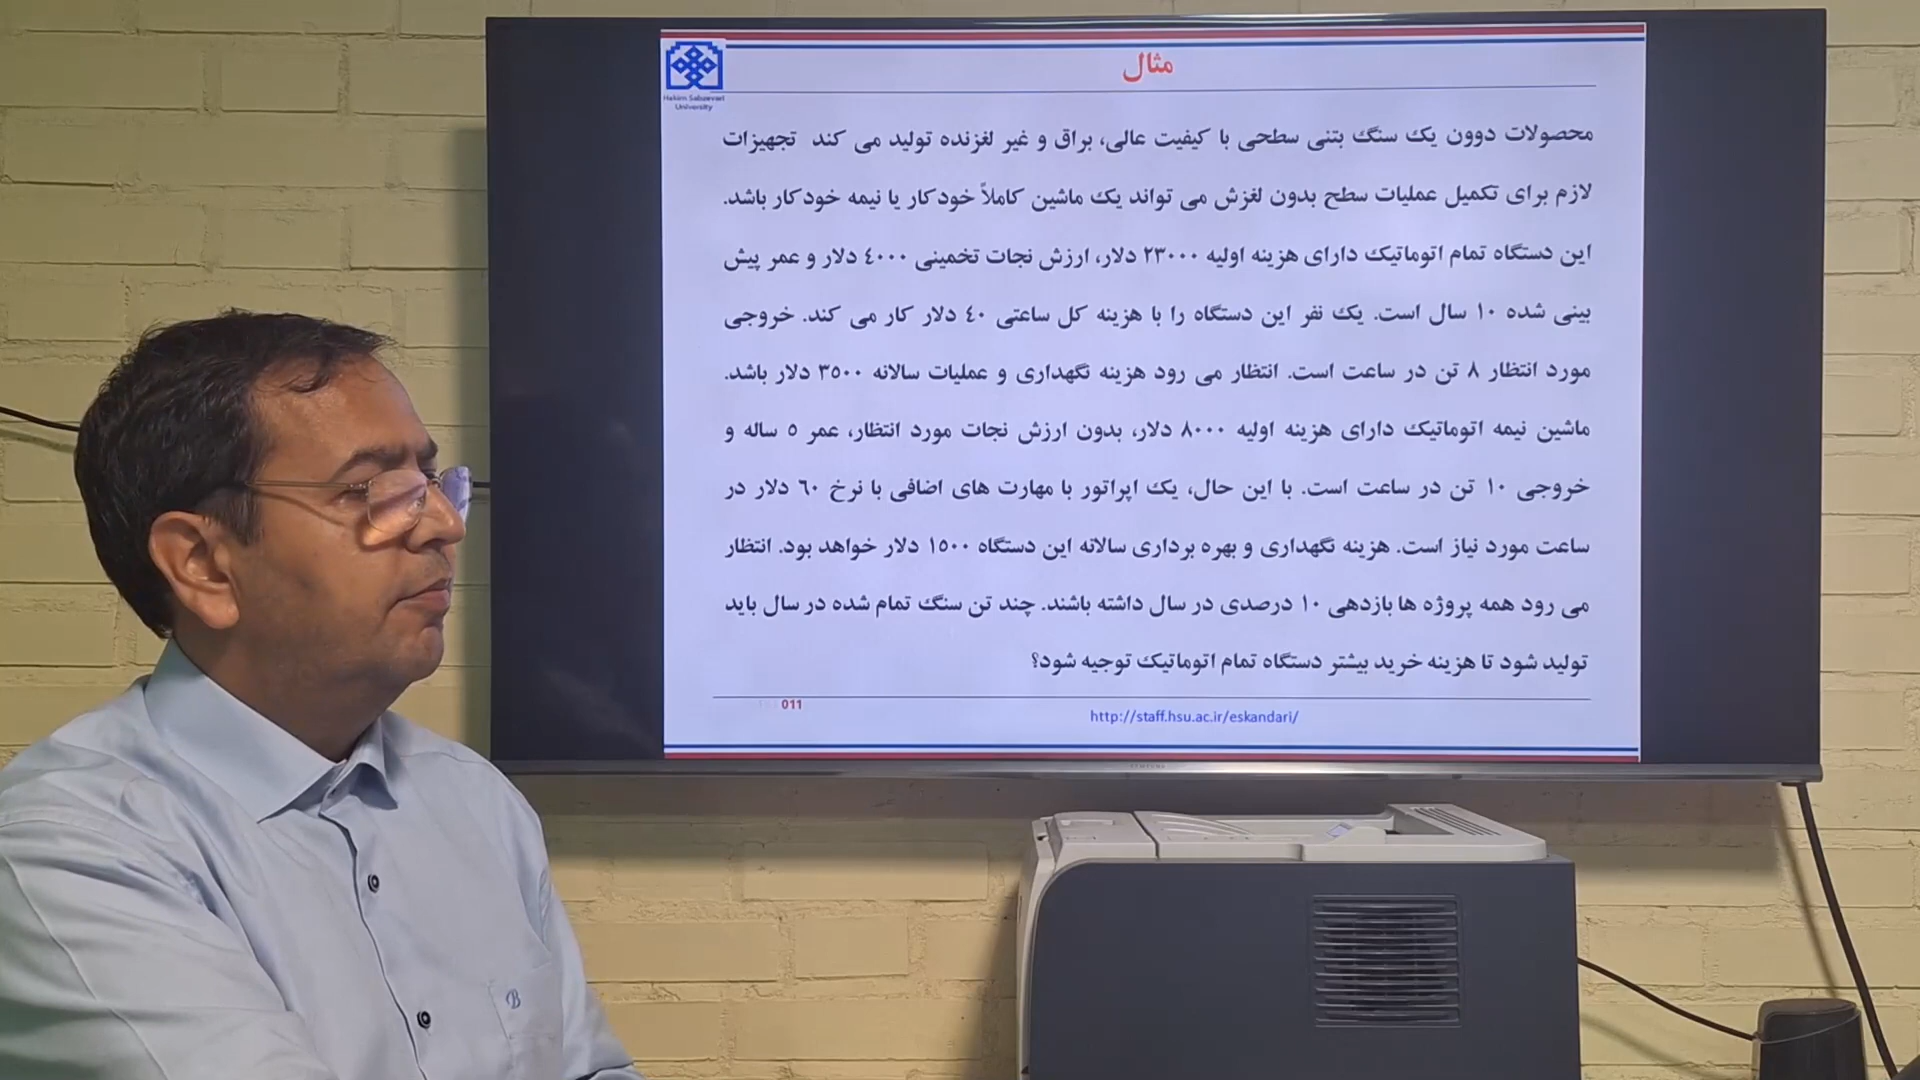 مثال
Hakim Sabzevari
University
محصولات دوون یک سنگ بتنی سطحی با کیفیت عالی، براق و غیر لغزنده تولید می کند تجهیزات
لازم برای تکمیل عملیات سطح بدون لغزش می تواند یک ماشین کاملاً خودکار یا نیمه خودکار باشد.
این دستگاه تمام اتوماتیک دارای هزینه اولیه ۲۳۰۰۰ دلار، ارزش نجات تخمینی ٤٠٠٠ دلار و عمر پیش
بینی شده ۱۰ سال است. یک نفر این دستگاه را با هزینه کل ساعتی ٤٠ دلار کار می کند. خروجی
مورد انتظار ۸ تن در ساعت است. انتظار می رود هزینه نگهداری و عملیات سالانه ۳۵۰۰ دلار باشد.
ماشین نیمه اتوماتیک دارای هزینه اولیه ۸۰۰۰ دلار، بدون ارزش نجات مورد انتظار، عمر ۵ ساله و
خروجی ۱۰ تن در ساعت است. با این حال، یک اپراتور با مهارت های اضافی با نرخ ٦٠ دلار در
ساعت مورد نیاز است. هزینه نگهداری و بهره برداری سالانه این دستگاه ۱۵۰۰ دلار خواهد بود. انتظار
می رود همه پروژه ها بازدهی ۱۰ درصدی در سال داشته باشند. چند تن سنگ تمام شده در سال باید
تولید شود تا هزینه خرید بیشتر دستگاه تمام اتوماتیک توجیه شود؟
011
http://staff.hsu.ac.ir/eskandari/
SAMSUNG
B